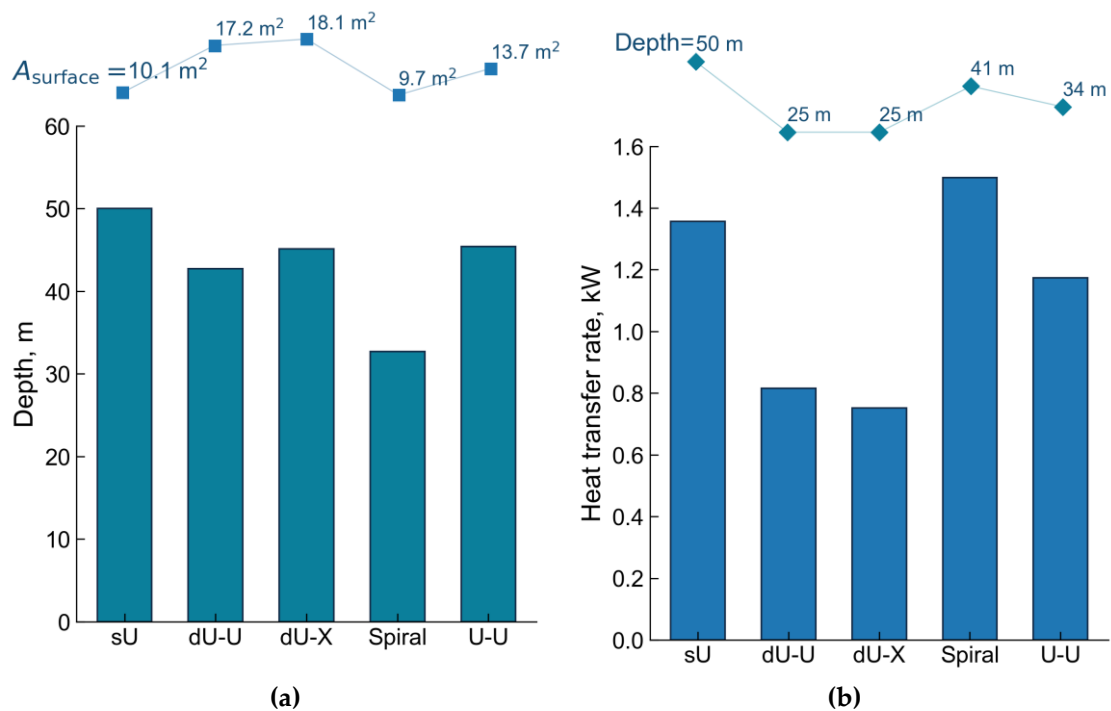 A_surface = 10.1 m²
17.2 m²
18.1 m²
9.7 m²
13.7 m²
60
50
40
30
20
10
0
Depth, m
sU dU-U dU-X Spiral U-U
(a)
Depth=50 m
25 m
25 m
41 m
34 m
1.6
1.4
1.2
1.0
0.8
0.6
0.4
0.2
0.0
Heat transfer rate, kW
sU dU-U dU-X Spiral U-U
(b)